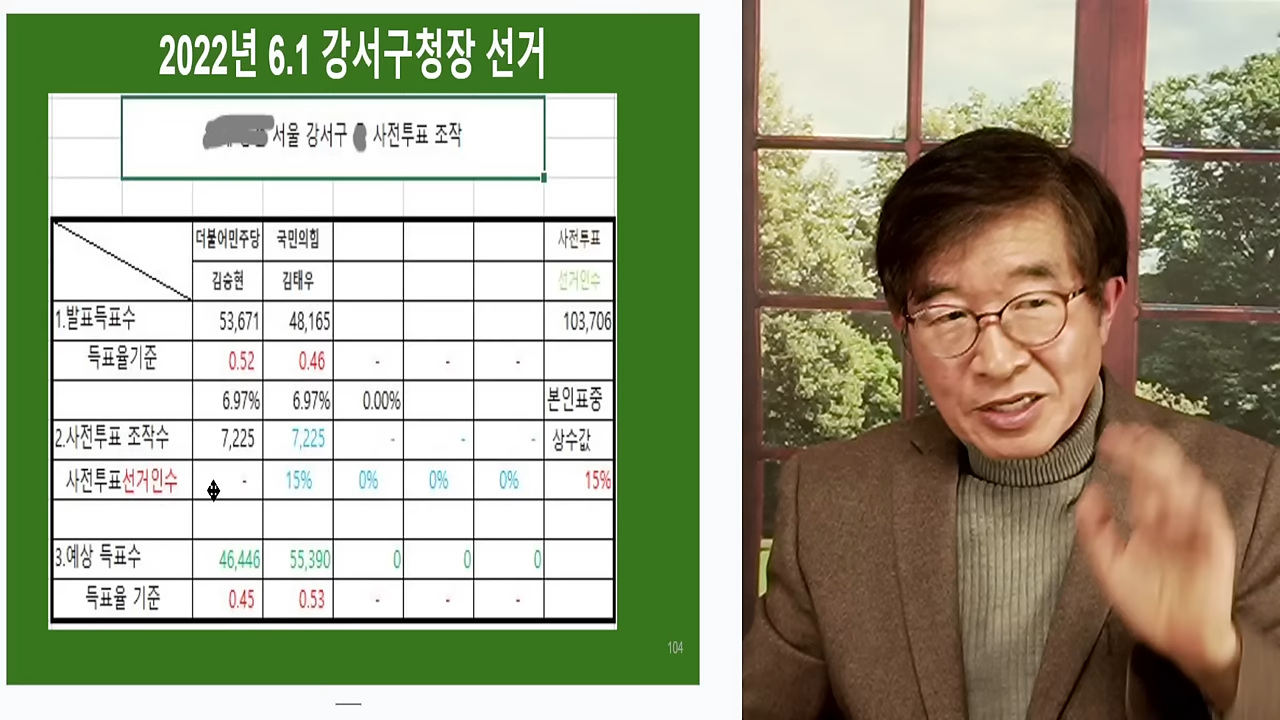 2022년 6.1 강서구청장 선거
서울 강서구 사전투표 조작
더불어민주당 국민의힘 사전투표
김승현 김태우 선거인수
1.발표득표수 53,671 48,165 103,706
득표율기준 0.52 0.46 - - -
6.97% 6.97% 0.00% 본인표중
2.사전투표 조작수 7,225 7,225 - - - 상수값
사전투표선거인수 - 15% 0% 0% 0% 15%
3.예상 득표수 46,446 55,390 0 0 0
득표율 기준 0.45 0.53 - - -
104